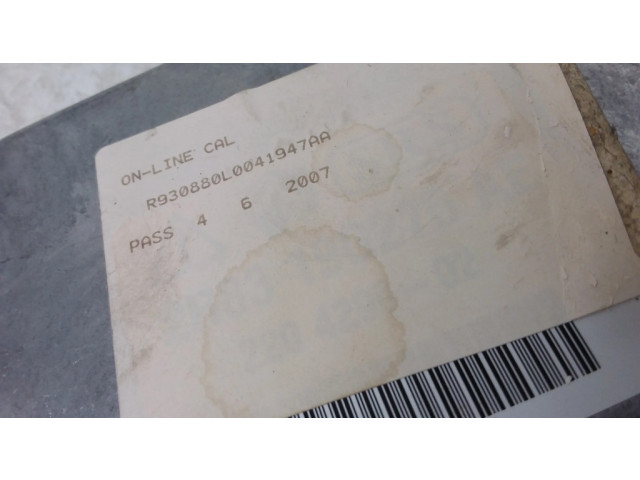 ON-LINE CAL
R930880L0041947AA
PASS 4 6 2007